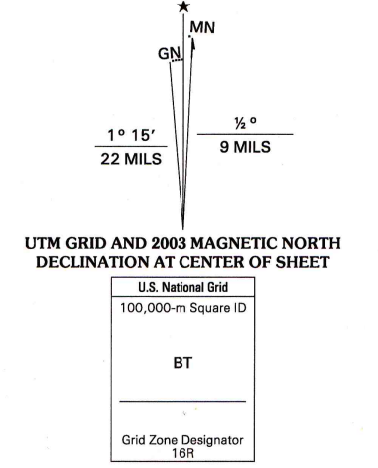 MN
GN
1° 15′
22 MILS
½ °
9 MILS
UTM GRID AND 2003 MAGNETIC NORTH
DECLINATION AT CENTER OF SHEET
U.S. National Grid
100,000-m Square ID
BT
Grid Zone Designator
16R